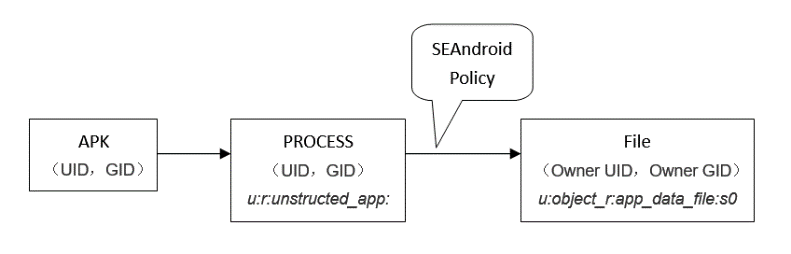 SEAndroid
Policy
APK
（UID，GID）
PROCESS
（UID，GID）
u:r:unstructed_app:
File
（Owner UID，Owner GID）
u:object_r:app_data_file:s0